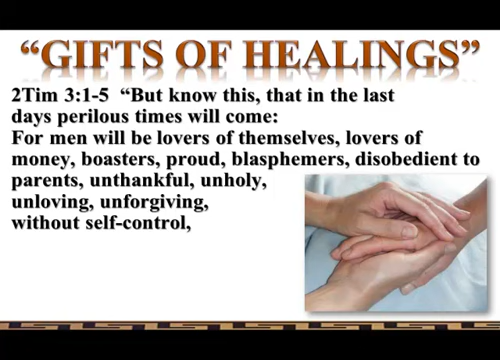 “GIFTS OF HEALINGS”
2Tim 3:1-5  “But know this, that in the last
days perilous times will come:
For men will be lovers of themselves, lovers of
money, boasters, proud, blasphemers, disobedient to
parents, unthankful, unholy,
unloving, unforgiving,
without self-control,